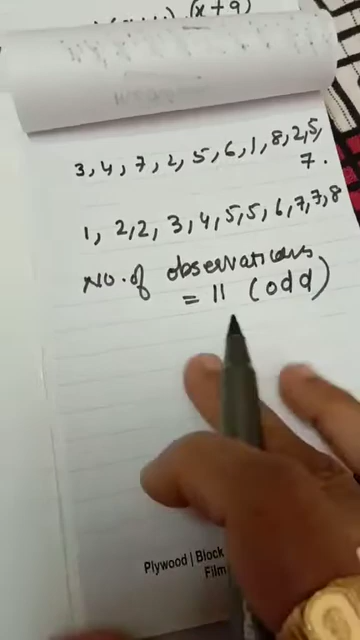 (x+9)
3, 4, 7, 2, 5, 6, 1, 8, 2, 5,
7.
1, 2, 2, 3, 4, 5, 5, 6, 7, 7, 8
No. of observations
= 11 (odd)
Plywood | Block
Film